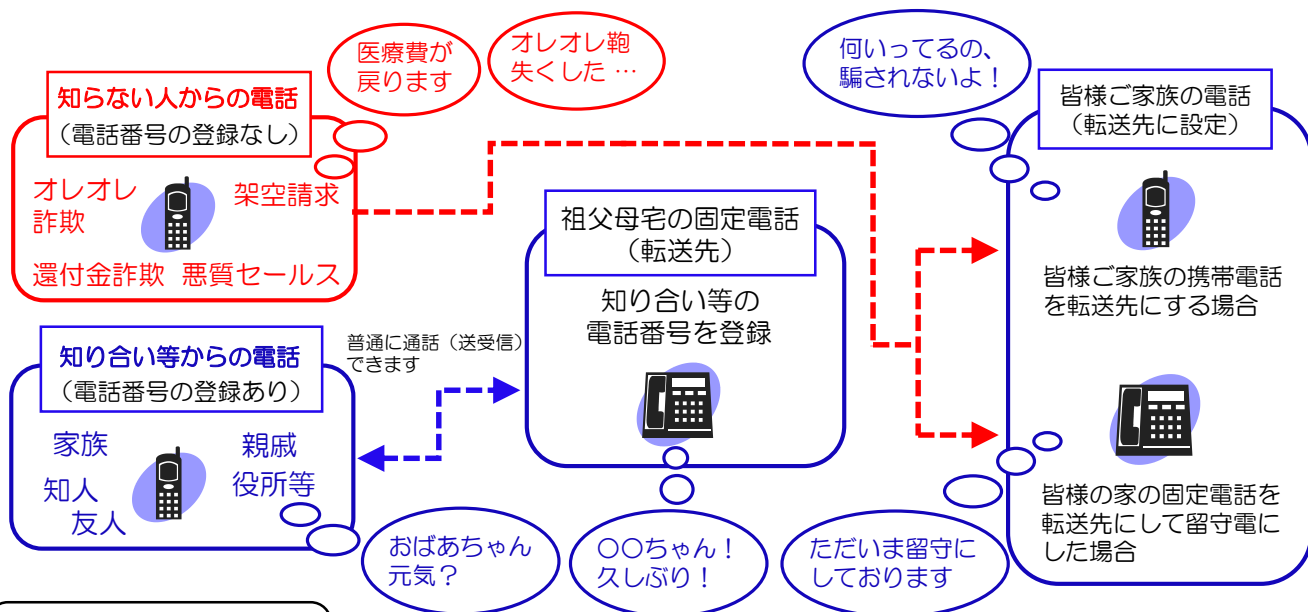 医療費が
戻ります
オレオレ鞄
失くした …
何いってるの、
騙されないよ！
知らない人からの電話
（電話番号の登録なし）
オレオレ
詐欺
架空請求
還付金詐欺 悪質セールス
祖父母宅の固定電話
（転送先）
知り合い等の
電話番号を登録
皆様ご家族の電話
（転送先に設定）
皆様ご家族の携帯電話
を転送先にする場合
普通に通話（送受信）
できます
知り合い等からの電話
（電話番号の登録あり）
家族
親戚
知人
役所等
友人
皆様の家の固定電話を
転送先にして留守電に
した場合
おばあちゃん
元気？
〇〇ちゃん！
久しぶり！
ただいま留守に
しております